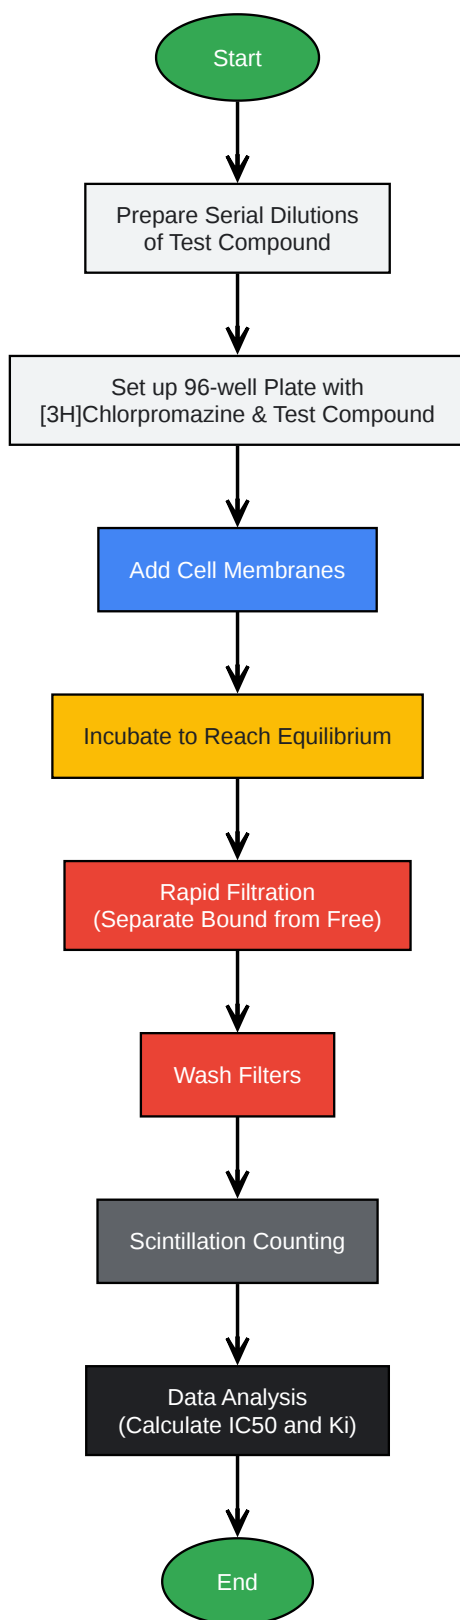 Start
Prepare Serial Dilutions
of Test Compound
Set up 96-well Plate with
[3H]Chlorpromazine & Test Compound
Add Cell Membranes
Incubate to Reach Equilibrium
Rapid Filtration
(Separate Bound from Free)
Wash Filters
Scintillation Counting
Data Analysis
(Calculate IC50 and Ki)
End